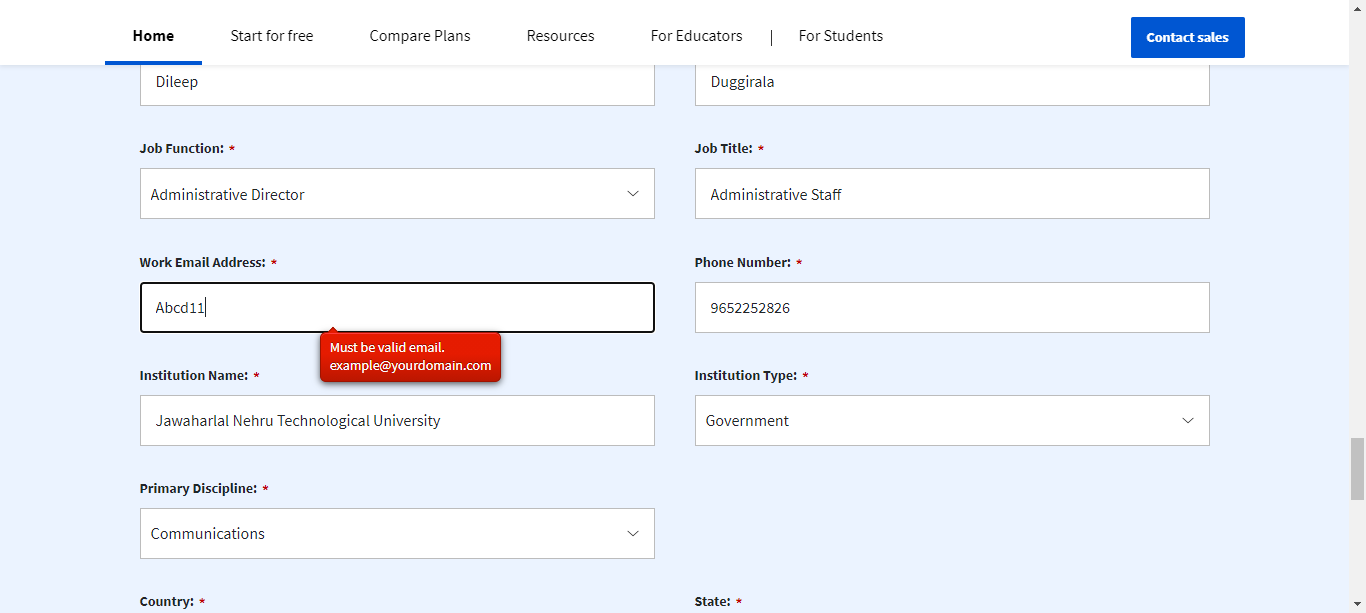 Home Start for free Compare Plans Resources For Educators | For Students Contact sales
Dileep Duggirala
Job Function: * Job Title: *
Administrative Director Administrative Staff
Work Email Address: * Phone Number: *
Abcd11 9652252826
Must be valid email.
example@yourdomain.com
Institution Name: * Institution Type: *
Jawaharlal Nehru Technological University Government
Primary Discipline: *
Communications
Country: * State: *